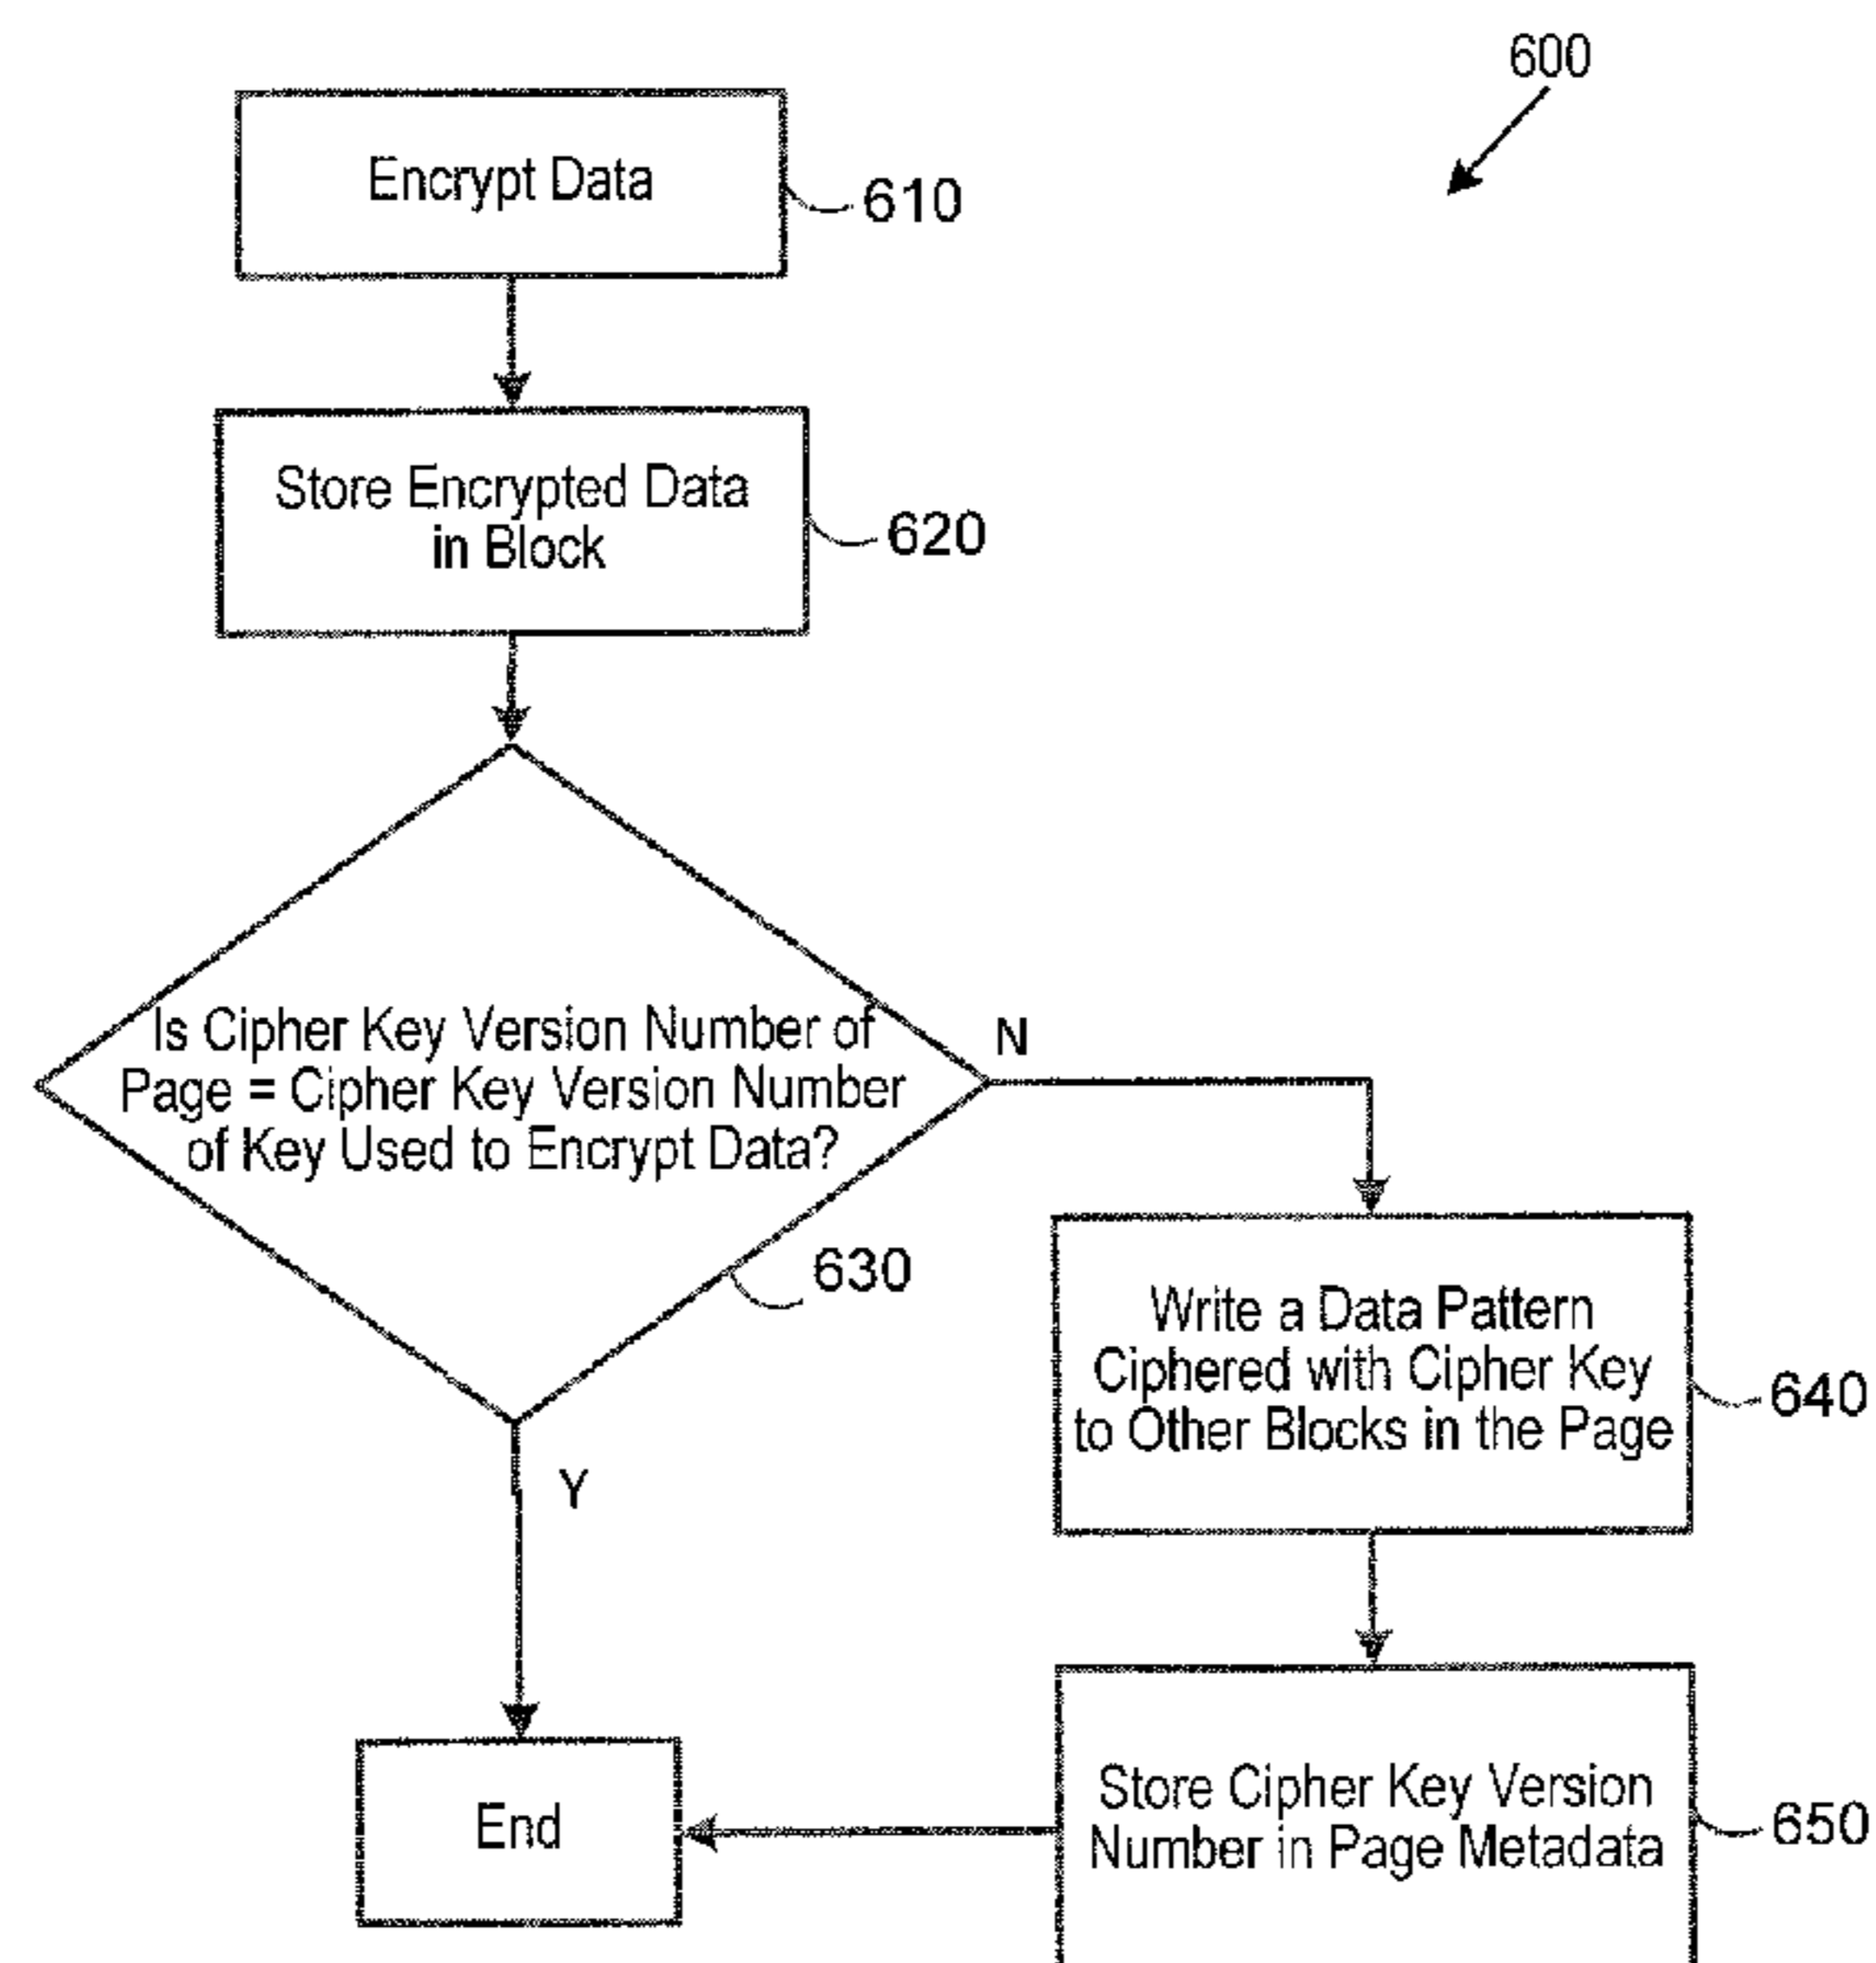 600
Encrypt Data
610
Store Encrypted Data
in Block
620
Is Cipher Key Version Number of
Page = Cipher Key Version Number
of Key Used to Encrypt Data?
N
630
Y
Write a Data Pattern
Ciphered with Cipher Key
to Other Blocks in the Page
640
Store Cipher Key Version
Number in Page Metadata
650
End